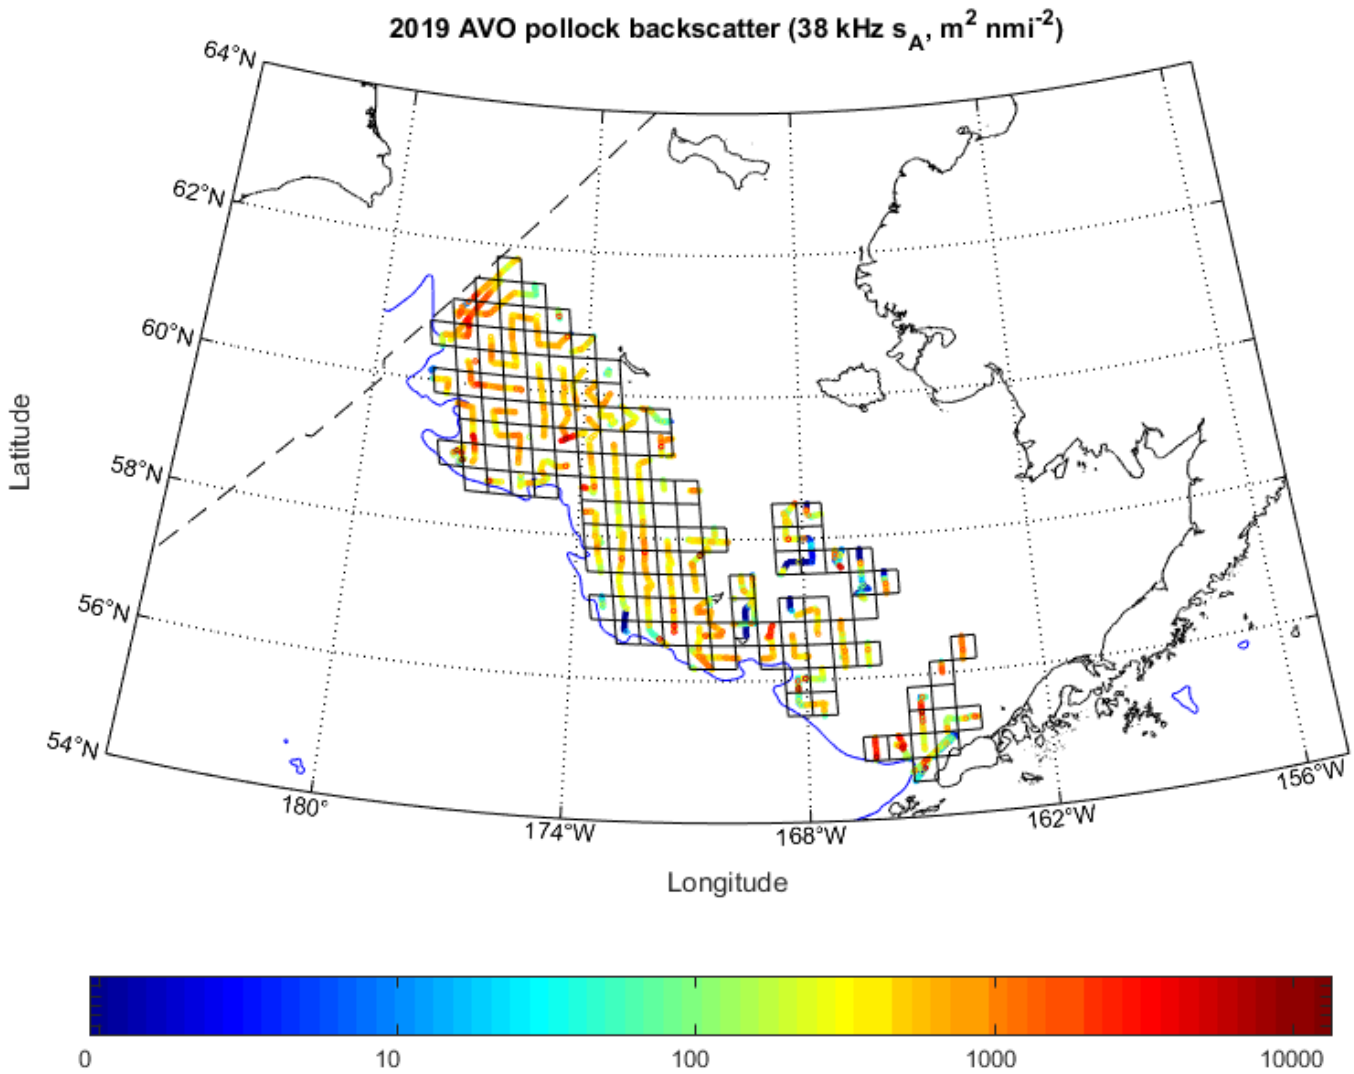 2019 AVO pollock backscatter (38 kHz s_A, m² nmi⁻²)
64°N
62°N
60°N
58°N
56°N
54°N
Latitude
180°
174°W
168°W
162°W
156°W
Longitude
0 10 100 1000 10000